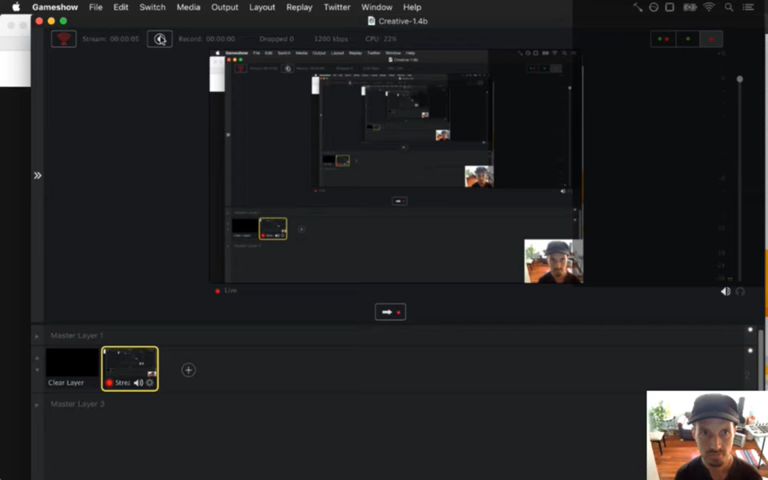 Gameshow File Edit Switch Media Output Layout Replay Twitter Window Help
Creative-1.4b
Stream: 00:00:05 Record: 00:00:00 Dropped 0 1200 kbps CPU: 22%
Live
Master Layer 1
Clear Layer Strea
Master Layer 3